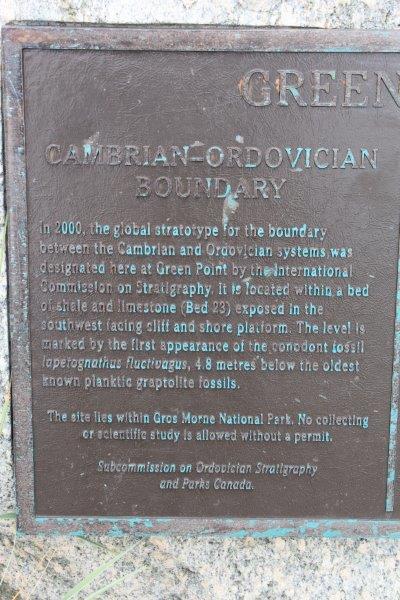 GREEN
CAMBRIAN-ORDOVICIAN
BOUNDARY
In 2000, the global stratotype for the boundary
between the Cambrian and Ordovician systems was
designated here at Green Point by the International
Commission on Stratigraphy. It is located within a bed
of shale and limestone (Bed 23) exposed in the
southwest facing cliff and shore platform. The level is
marked by the first appearance of the conodont fossil
Iapetognathus fluctivagus, 4.8 metres below the oldest
known planktic graptolite fossils.
The site lies within Gros Morne National Park. No collecting
or scientific study is allowed without a permit.
Subcommission on Ordovician Stratigraphy
and Parks Canada.